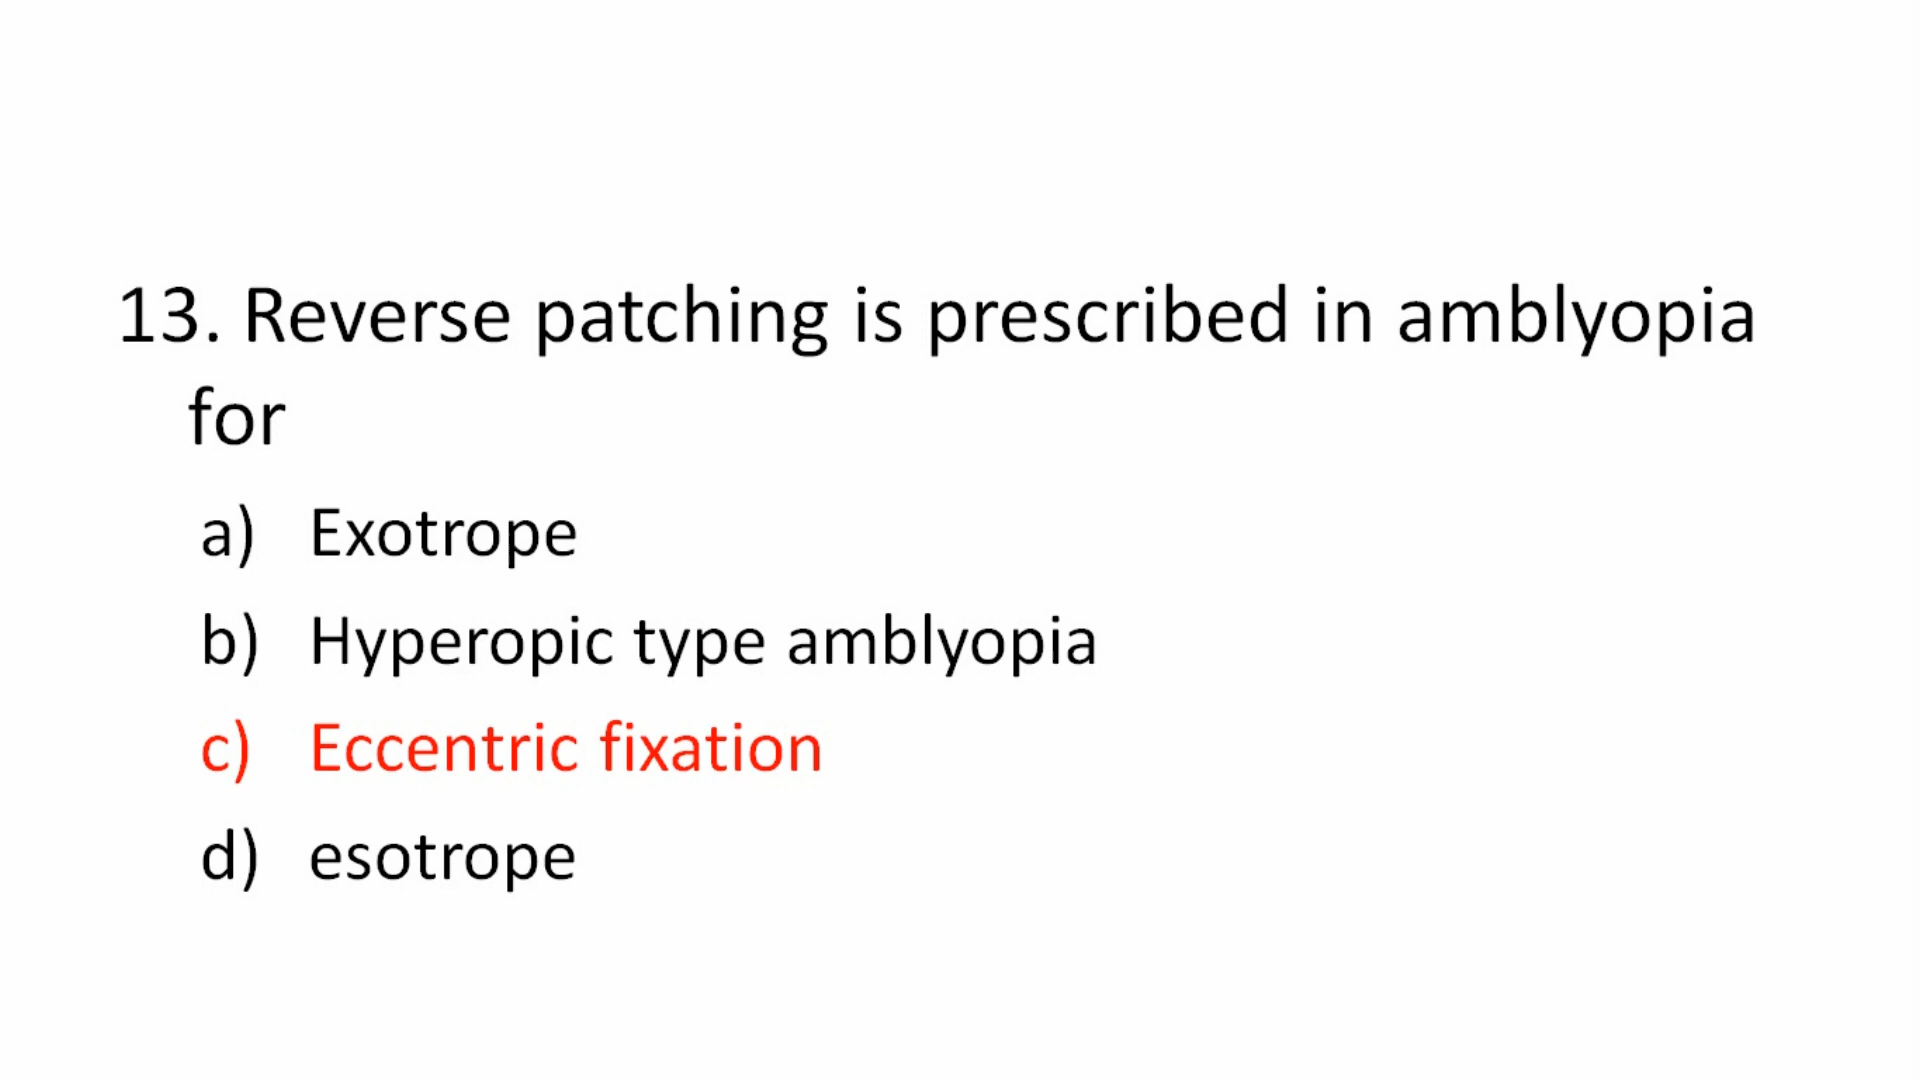 13. Reverse patching is prescribed in amblyopia
for
a) Exotrope
b) Hyperopic type amblyopia
c) Eccentric fixation
d) esotrope